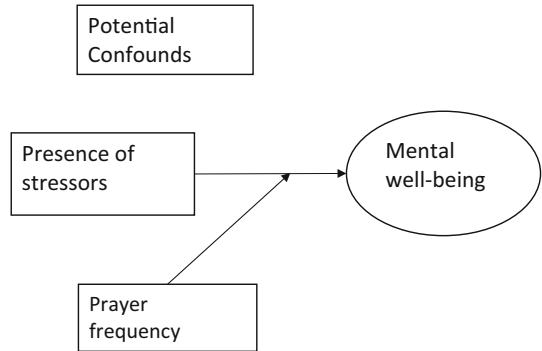 Potential
Confounds
Presence of
stressors
Mental
well-being
Prayer
frequency